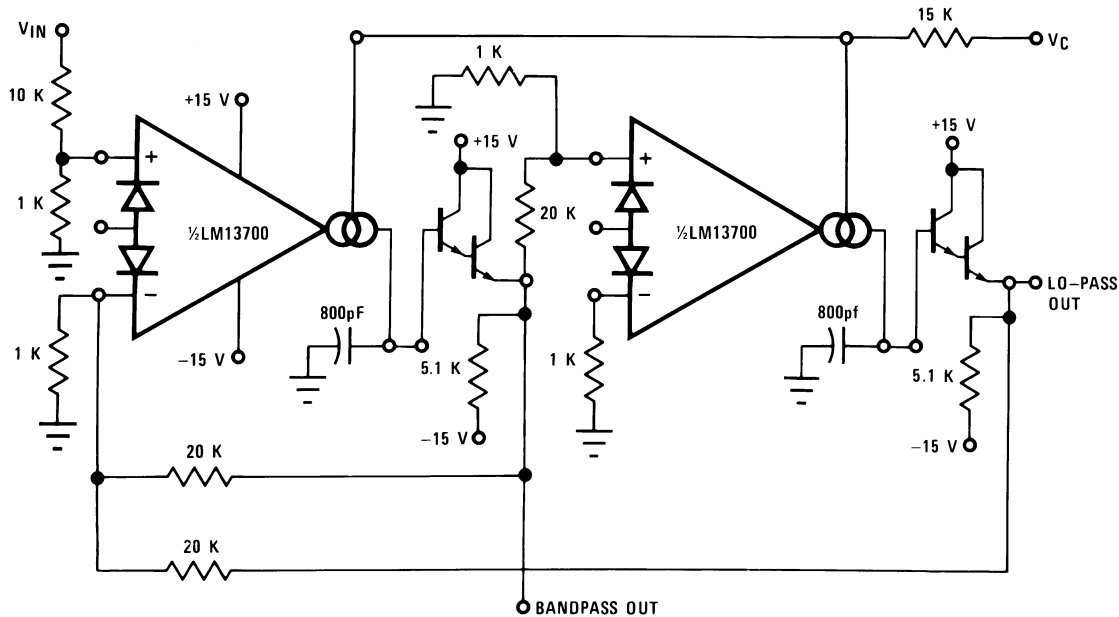 VIN
15 K
VC
1 K
10 K
+15 V
+15 V
+15 V
+
+
1 K
½LM13700
20 K
½LM13700
−
−
LO-PASS
OUT
800pF
800pf
1 K
−15 V
5.1 K
1 K
5.1 K
−15 V
−15 V
20 K
20 K
BANDPASS OUT